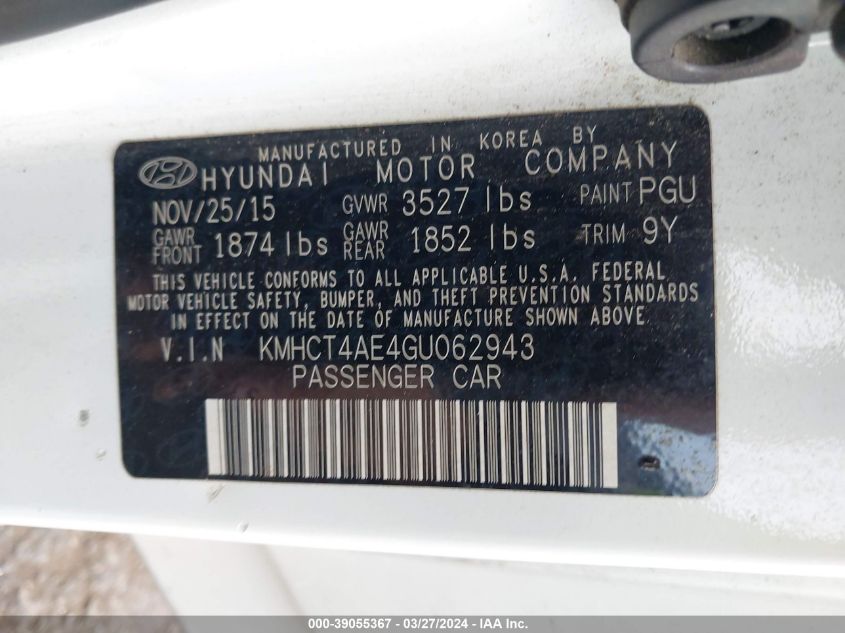 MANUFACTURED IN KOREA BY
HYUNDAI MOTOR COMPANY
NOV/25/15 GVWR 3527 lbs PAINT PGU
GAWR FRONT 1874 lbs GAWR REAR 1852 lbs TRIM 9Y
THIS VEHICLE CONFORMS TO ALL APPLICABLE U.S.A. FEDERAL
MOTOR VEHICLE SAFETY, BUMPER, AND THEFT PREVENTION STANDARDS
IN EFFECT ON THE DATE OF MANUFACTURE SHOWN ABOVE.
V.I.N KMHCT4AE4GU062943
PASSENGER CAR
000-39055367 - 03/27/2024 - IAA Inc.